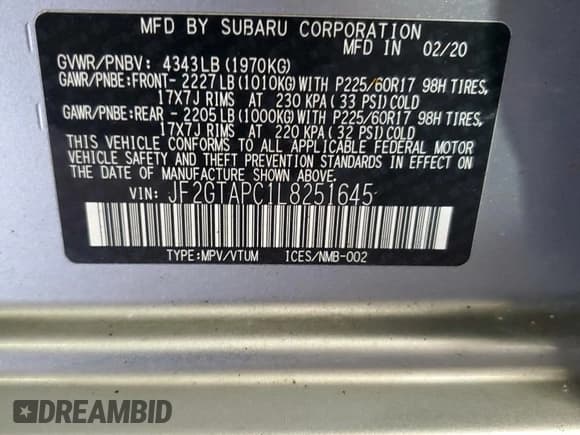 MFD BY SUBARU CORPORATION
MFD IN 02/20
GVWR/PNBV: 4343LB (1970KG)
GAWR/PNBE:FRONT- 2227LB(1010KG)WITH P225/60R17 98H TIRES,
17X7J RIMS AT 230 KPA (33 PSI)COLD
GAWR/PNBE:REAR - 2205LB(1000KG)WITH P225/60R17 98H TIRES,
17X7J RIMS AT 220 KPA (32 PSI)COLD
THIS VEHICLE CONFORMS TO ALL APPLICABLE FEDERAL MOTOR
VEHICLE SAFETY AND THEFT PREVENTION STANDARDS IN EFFECT ON
THE DATE OF MANUFACTURE SHOWN ABOVE.
VIN: JF2GTAPC1L8251645
TYPE:MPV/VTUM ICES/NMB-002
DREAMBID